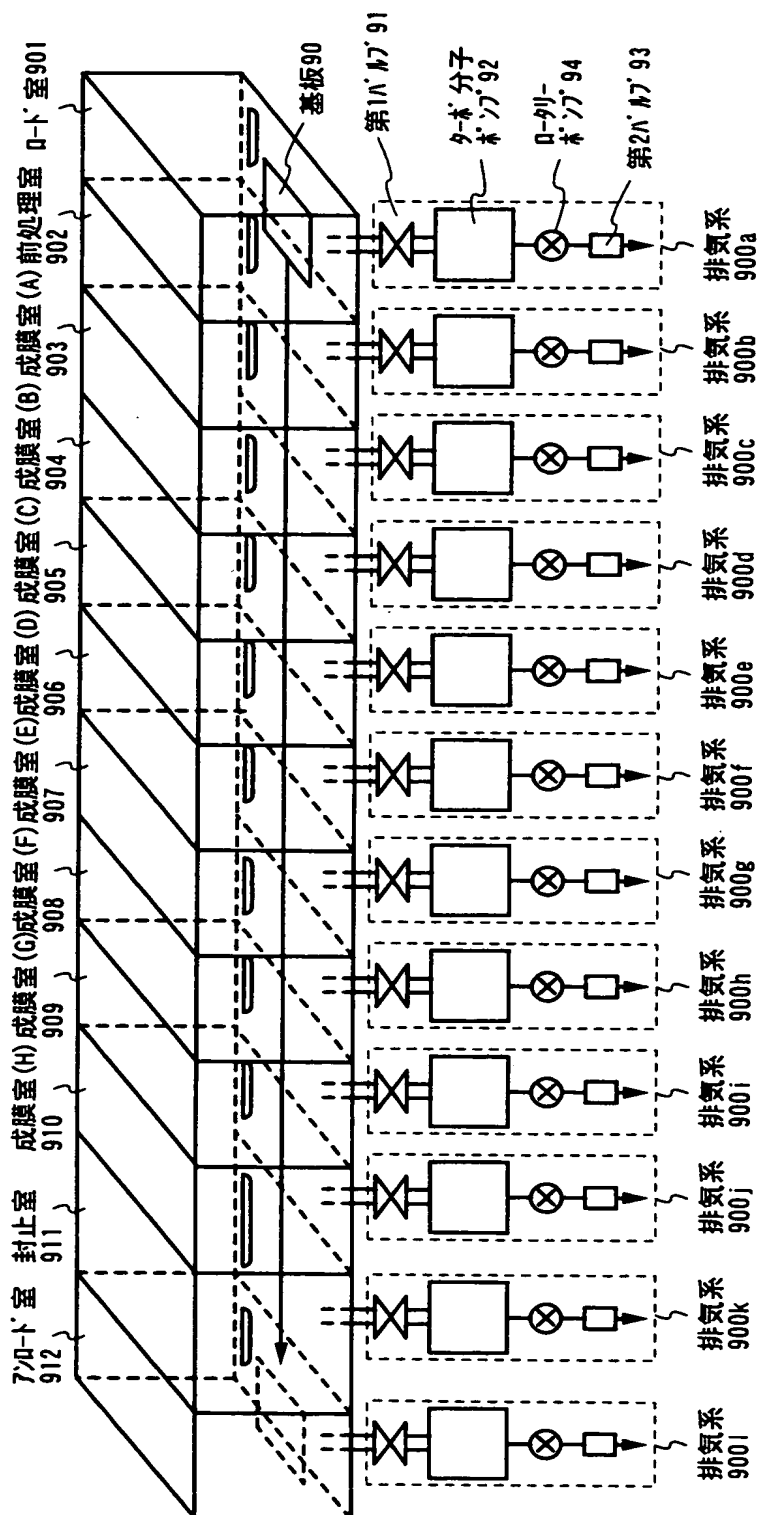 ｱﾝﾛｰﾄﾞ室
912
封止室
911
成膜室(H)
910
成膜室(G)
909
成膜室(F)
908
成膜室(E)
907
成膜室(D)
906
成膜室(C)
905
成膜室(B)
904
成膜室(A)
903
前処理室
902
ﾛｰﾄﾞ室901
基板90
第1ﾊﾞﾙﾌﾞ91
ﾀｰﾎﾞ分子
ﾎﾟﾝﾌﾟ92
ﾛｰﾀﾘｰ
ﾎﾟﾝﾌﾟ94
第2ﾊﾞﾙﾌﾞ93
排気系
900l
排気系
900k
排気系
900j
排気系
900i
排気系
900h
排気系
900g
排気系
900f
排気系
900e
排気系
900d
排気系
900c
排気系
900b
排気系
900a